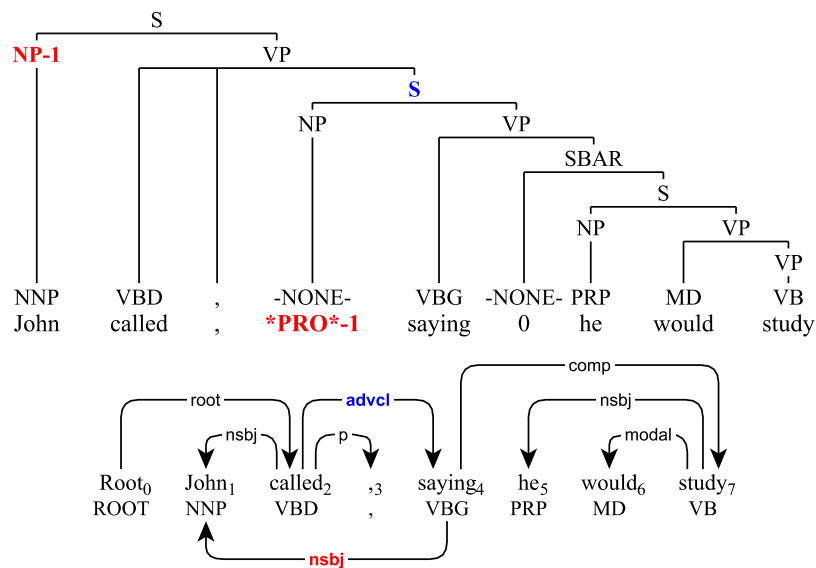 S
NP-1 VP
S
NP VP
SBAR
S
NP VP
VP
NNP VBD , -NONE- VBG -NONE- PRP MD VB
John called , *PRO*-1 saying 0 he would study
comp
root advcl nsbj
nsbj p modal
Root0 John1 called2 ,3 saying4 he5 would6 study7
ROOT NNP VBD , VBG PRP MD VB
nsbj